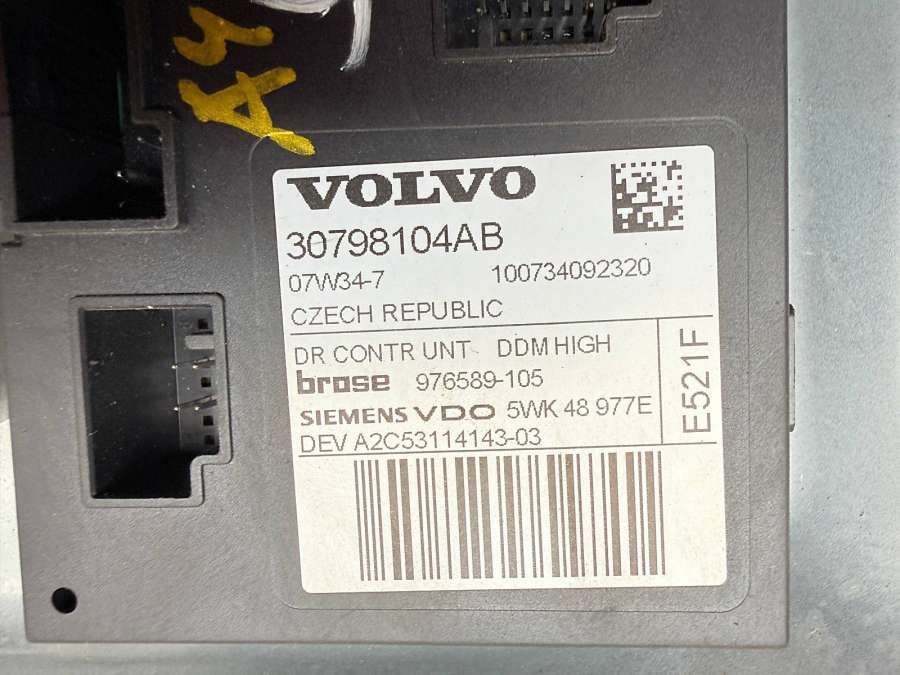 A4
VOLVO
30798104AB
07W34-7 100734092320
CZECH REPUBLIC
DR CONTR UNT DDM HIGH
brose 976589-105
SIEMENS VDO 5WK 48 977E
DEV A2C53114143-03
E521F